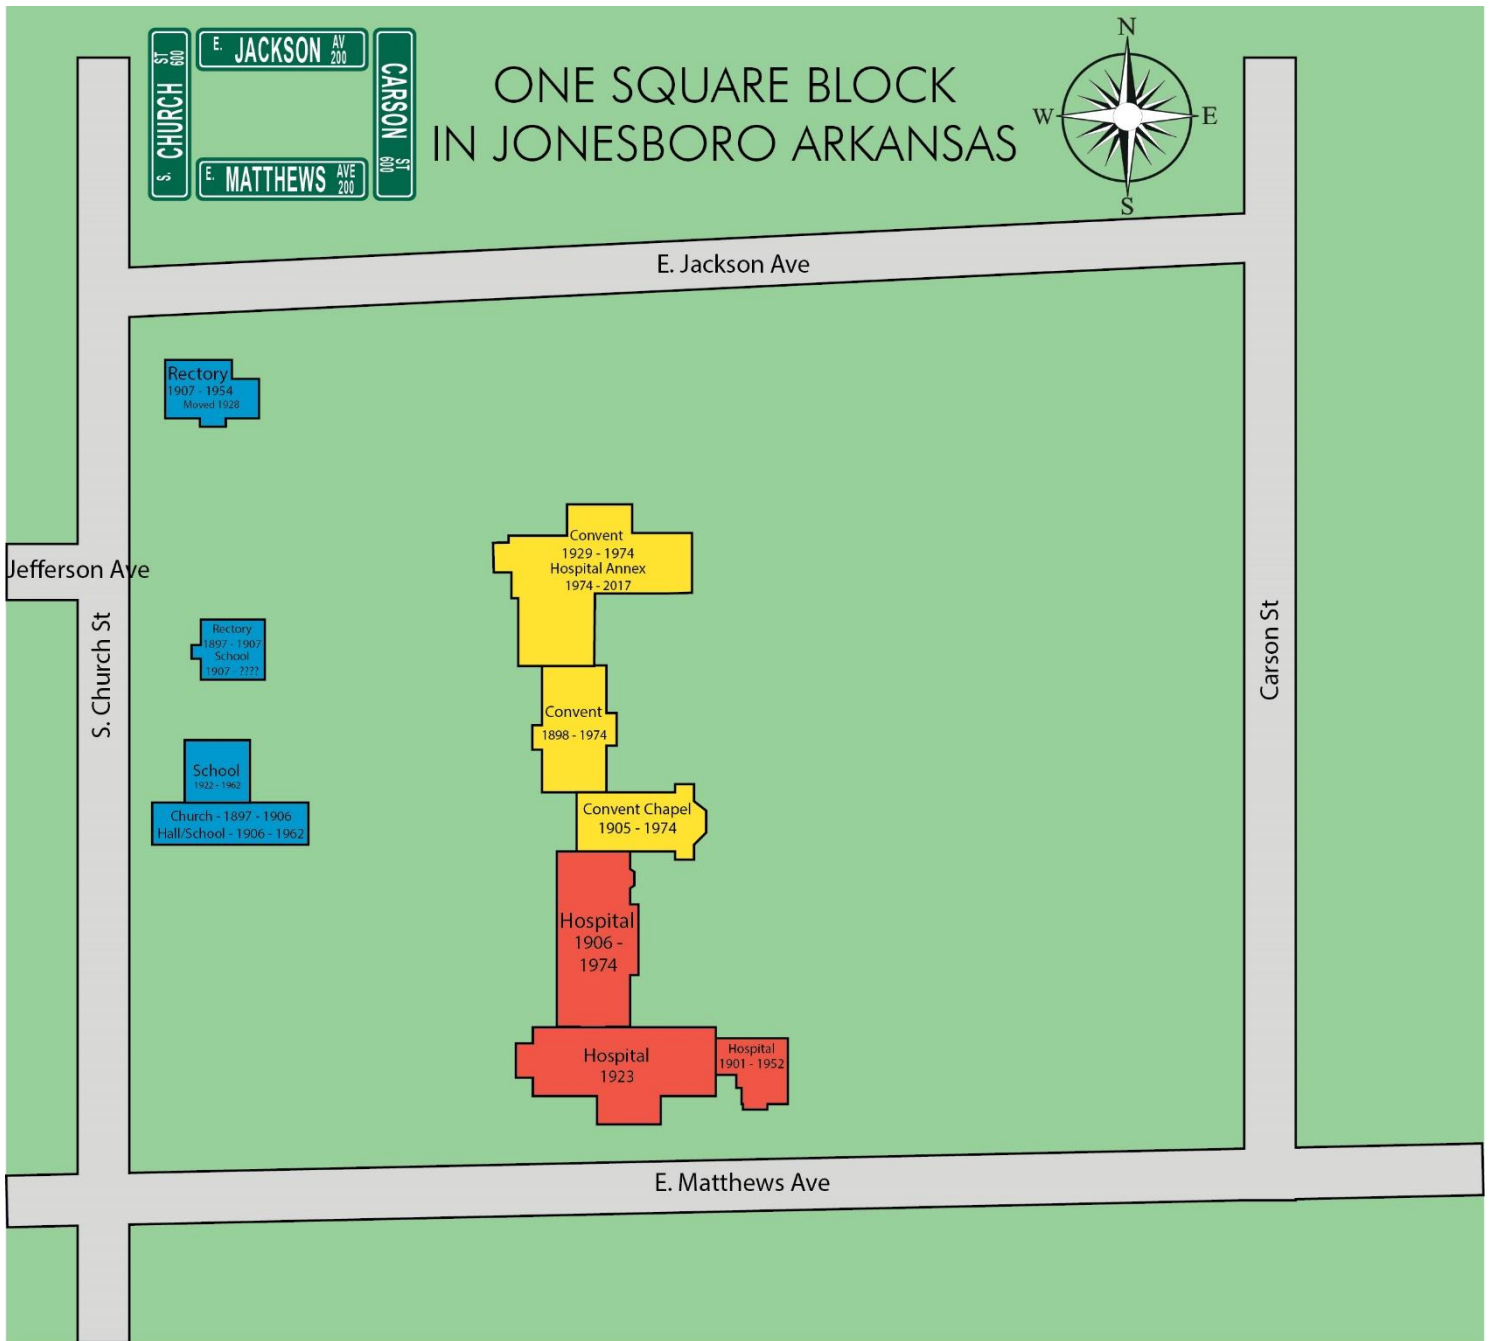 E. JACKSON AV 200
S. CHURCH ST 600
CARSON ST 600
E. MATTHEWS AVE 200
ONE SQUARE BLOCK
IN JONESBORO ARKANSAS
N
W
E
S
E. Jackson Ave
Rectory
1907 - 1954
Moved 1928
Convent
1929 - 1974
Hospital Annex
1974 - 2017
Jefferson Ave
S. Church St
Carson St
Rectory
1897 - 1907
School
1907 - ????
Convent
1898 - 1974
School
1922 - 1962
Church - 1897 - 1906
Hall/School - 1906 - 1962
Convent Chapel
1905 - 1974
Hospital
1906 -
1974
Hospital
1923
Hospital
1901 - 1952
E. Matthews Ave